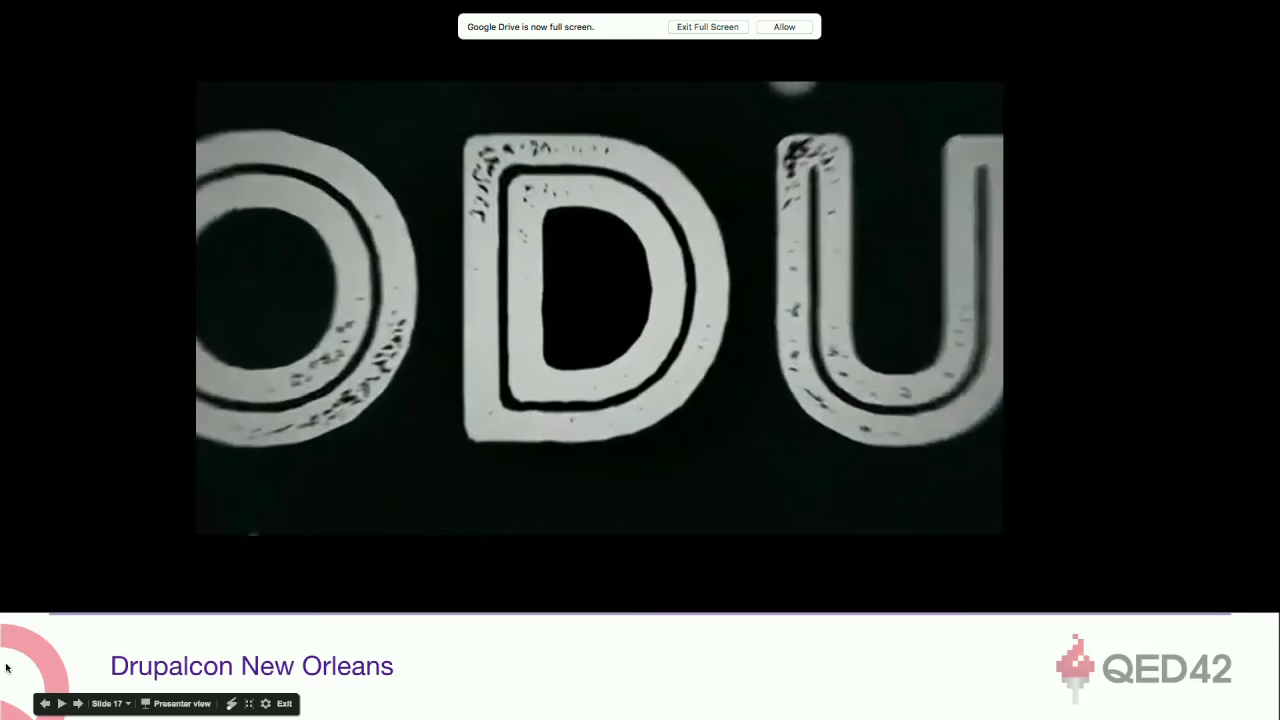 Google Drive is now full screen.
Exit Full Screen
Allow
ODU
Drupalcon New Orleans
QED42
Slide 17
Presenter view
Exit